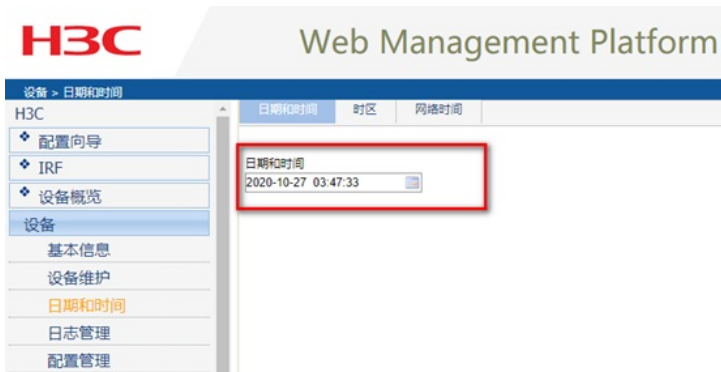 H3C
Web Management Platform
设备 > 日期和时间
H3C
配置向导
IRF
设备概览
设备
基本信息
设备维护
日期和时间
日志管理
配置管理
日期和时间 时区 网络时间
日期和时间
2020-10-27 03:47:33